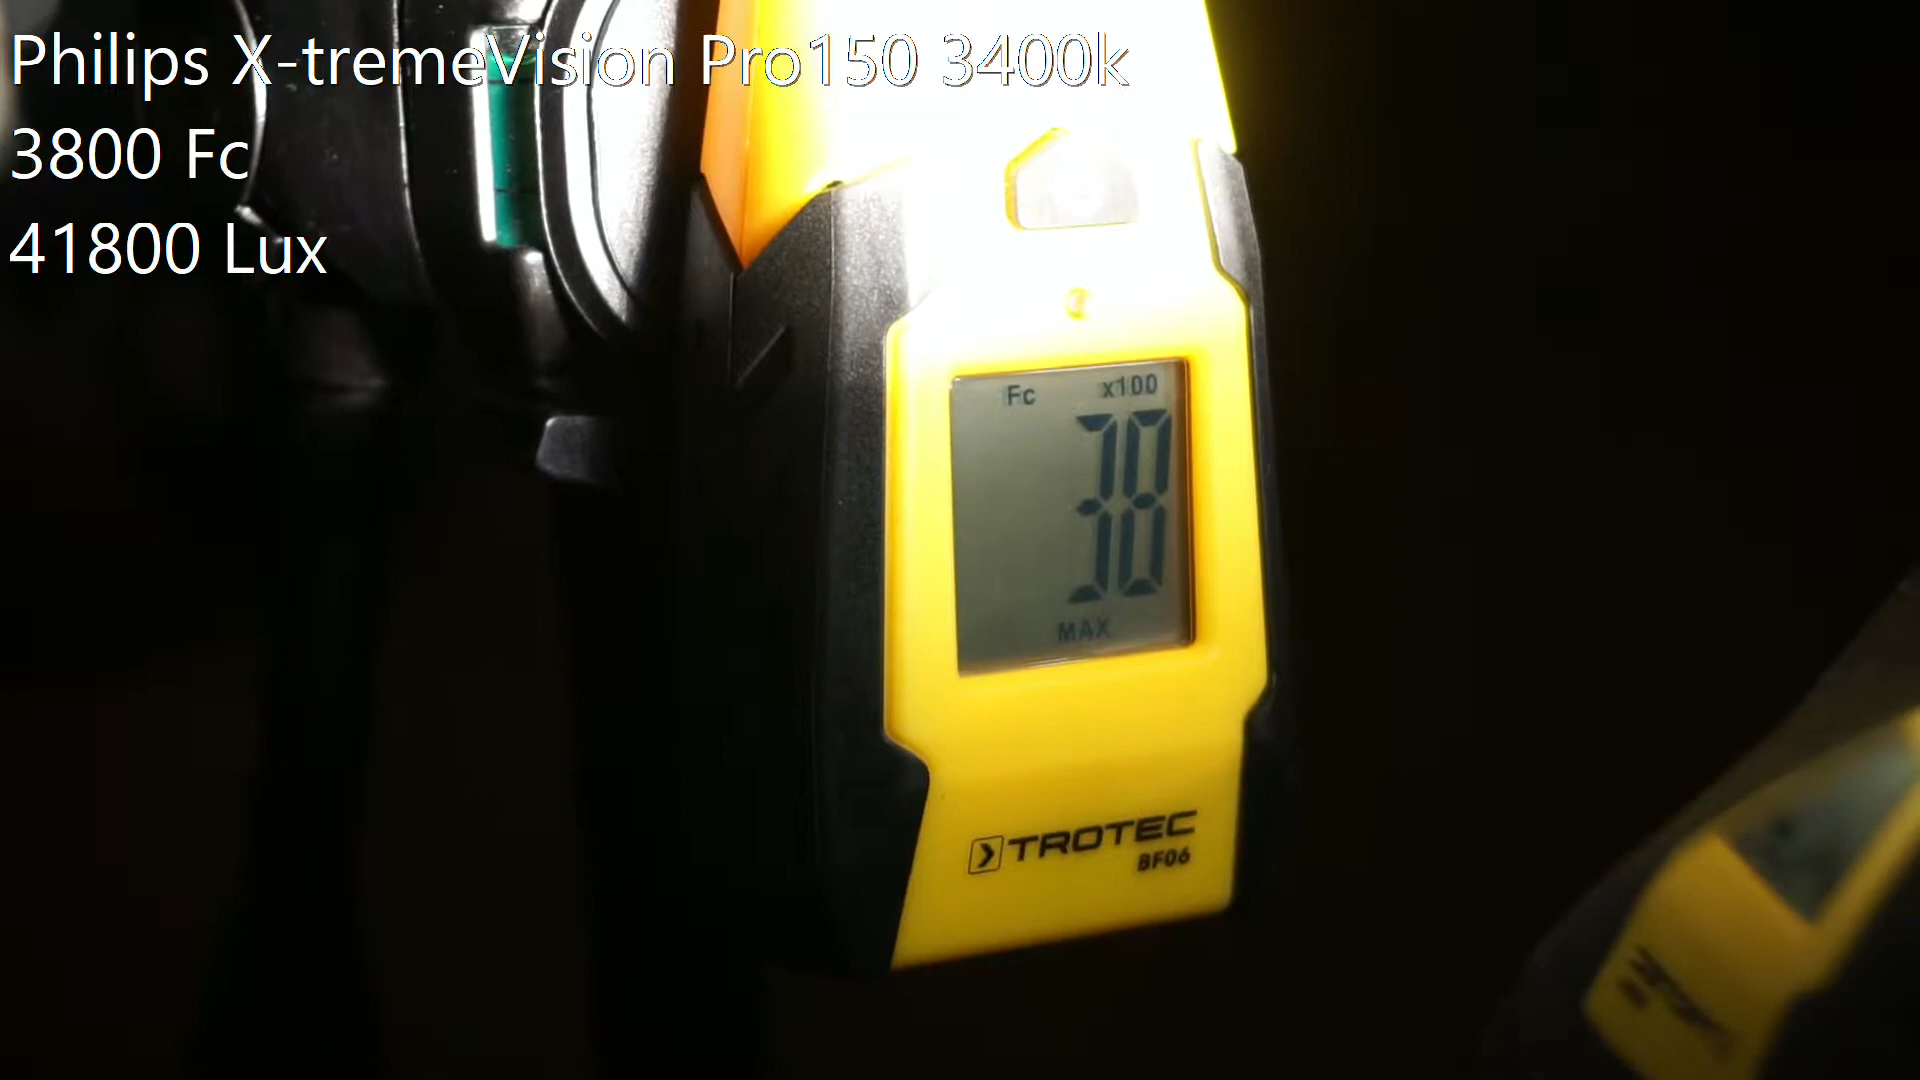 Philips X-tremeVision Pro150 3400k
3800 Fc
41800 Lux
Fc x100
38
MAX
TROTEC
BF06